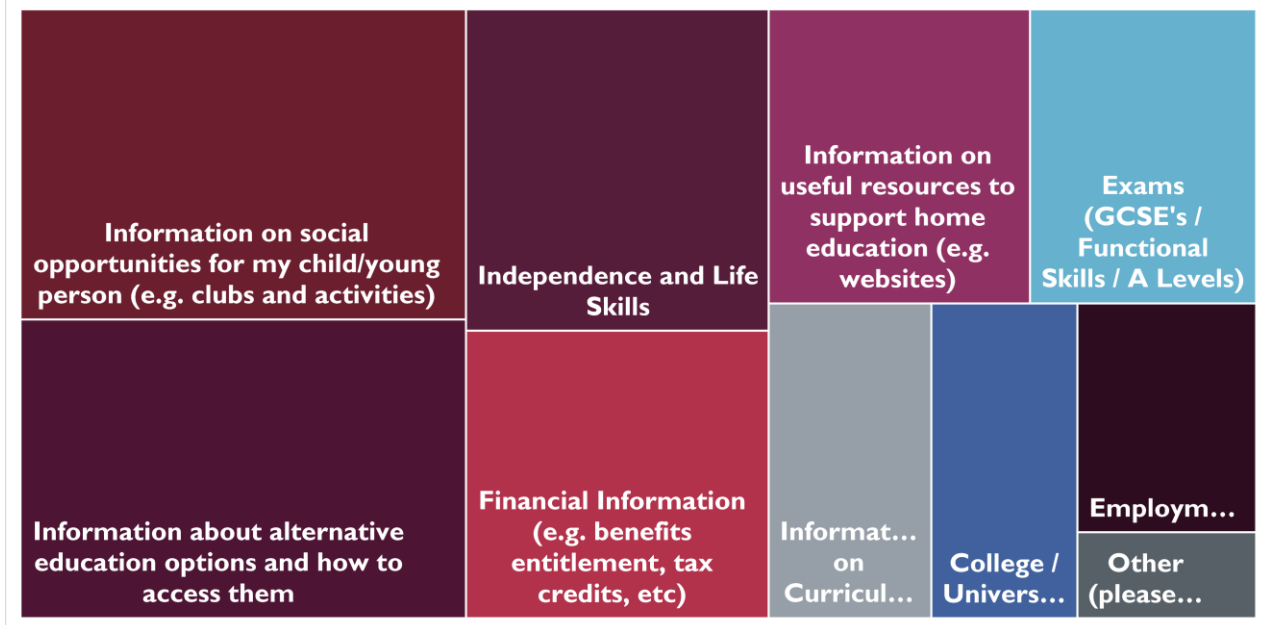 Information on social
opportunities for my child/young
person (e.g. clubs and activities)
Information about alternative
education options and how to
access them
Independence and Life
Skills
Financial Information
(e.g. benefits
entitlement, tax
credits, etc)
Information on
useful resources to
support home
education (e.g.
websites)
Exams
(GCSE's /
Functional
Skills / A Levels)
Informat...
on
Curricul...
College /
Univers...
Employm...
Other
(please...